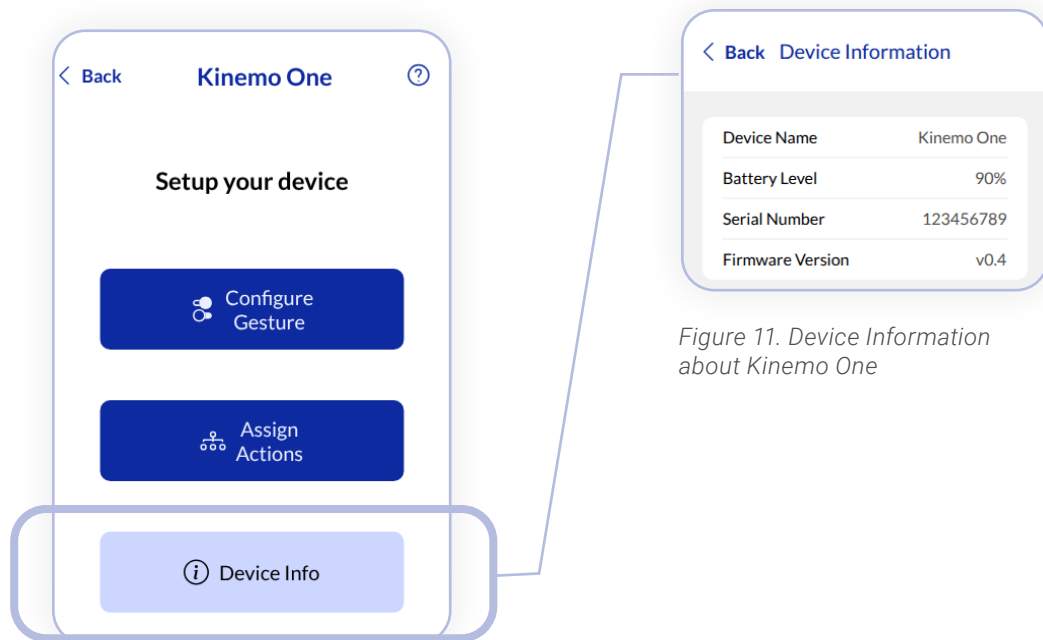 Back Kinemo One ?
Setup your device
Configure
Gesture
Assign
Actions
i Device Info
Back Device Information
Device Name Kinemo One
Battery Level 90%
Serial Number 123456789
Firmware Version v0.4
Figure 11. Device Information
about Kinemo One